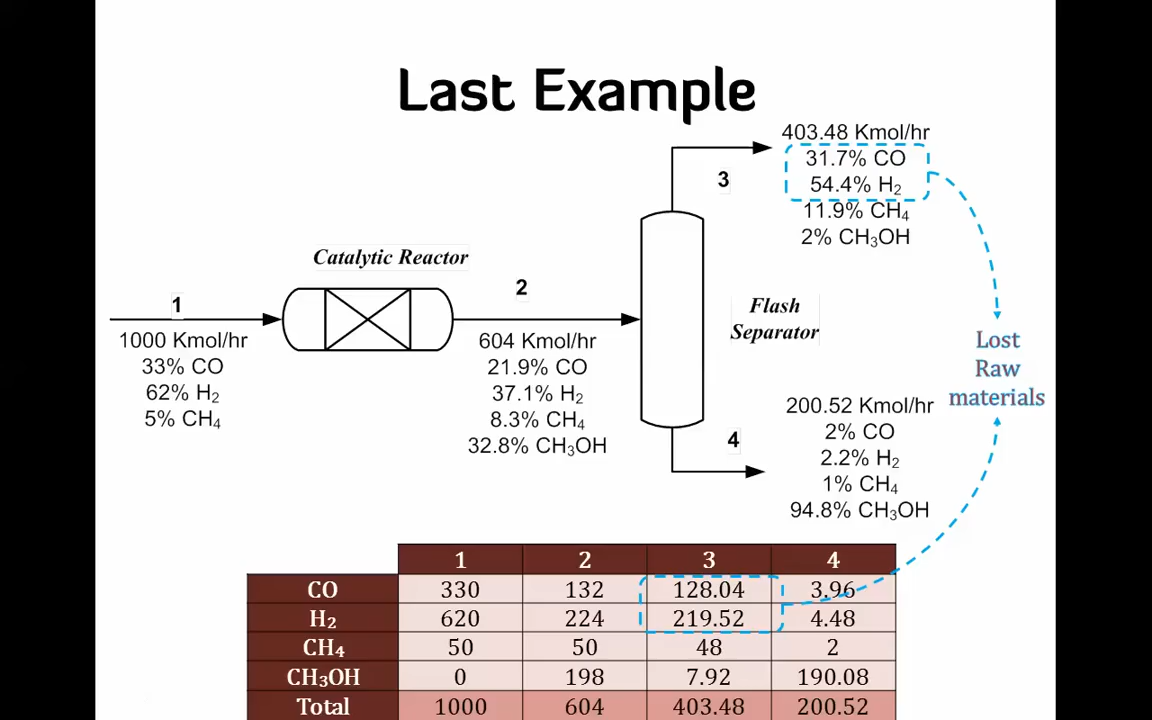 Last Example
403.48 Kmol/hr
31.7% CO
54.4% H₂
11.9% CH₄
2% CH₃OH
3
Catalytic Reactor
1
2
1000 Kmol/hr
33% CO
62% H₂
5% CH₄
604 Kmol/hr
21.9% CO
37.1% H₂
8.3% CH₄
32.8% CH₃OH
Flash
Separator
Lost
Raw
materials
4
200.52 Kmol/hr
2% CO
2.2% H₂
1% CH₄
94.8% CH₃OH
1 2 3 4
CO 330 132 128.04 3.96
H₂ 620 224 219.52 4.48
CH₄ 50 50 48 2
CH₃OH 0 198 7.92 190.08
Total 1000 604 403.48 200.52